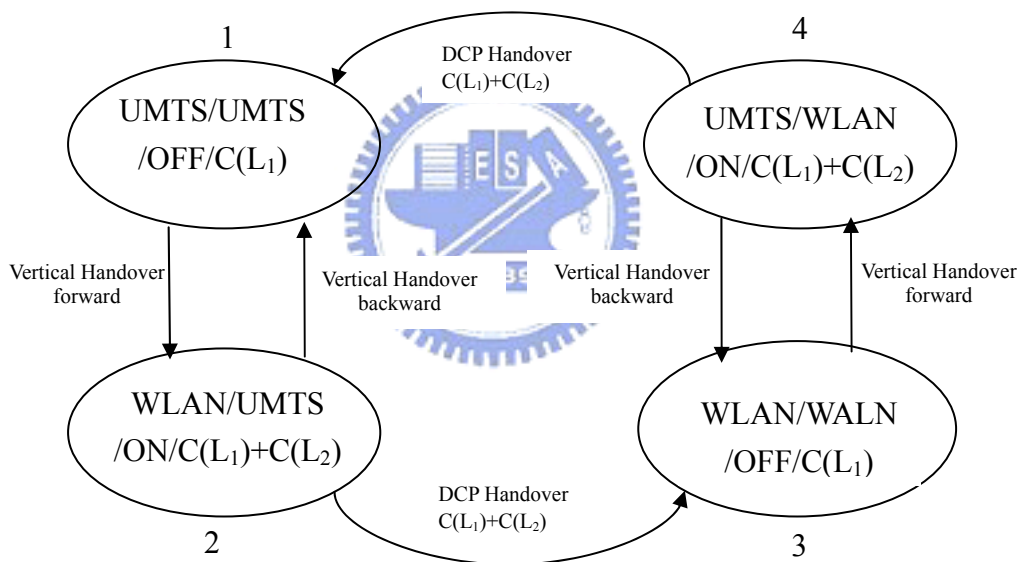 1
4
DCP Handover
C(L₁)+C(L₂)
UMTS/UMTS
/OFF/C(L₁)
UMTS/WLAN
/ON/C(L₁)+C(L₂)
E S A
Vertical Handover
forward
Vertical Handover
backward
Vertical Handover
backward
Vertical Handover
forward
WLAN/UMTS
/ON/C(L₁)+C(L₂)
WLAN/WALN
/OFF/C(L₁)
DCP Handover
C(L₁)+C(L₂)
2
3